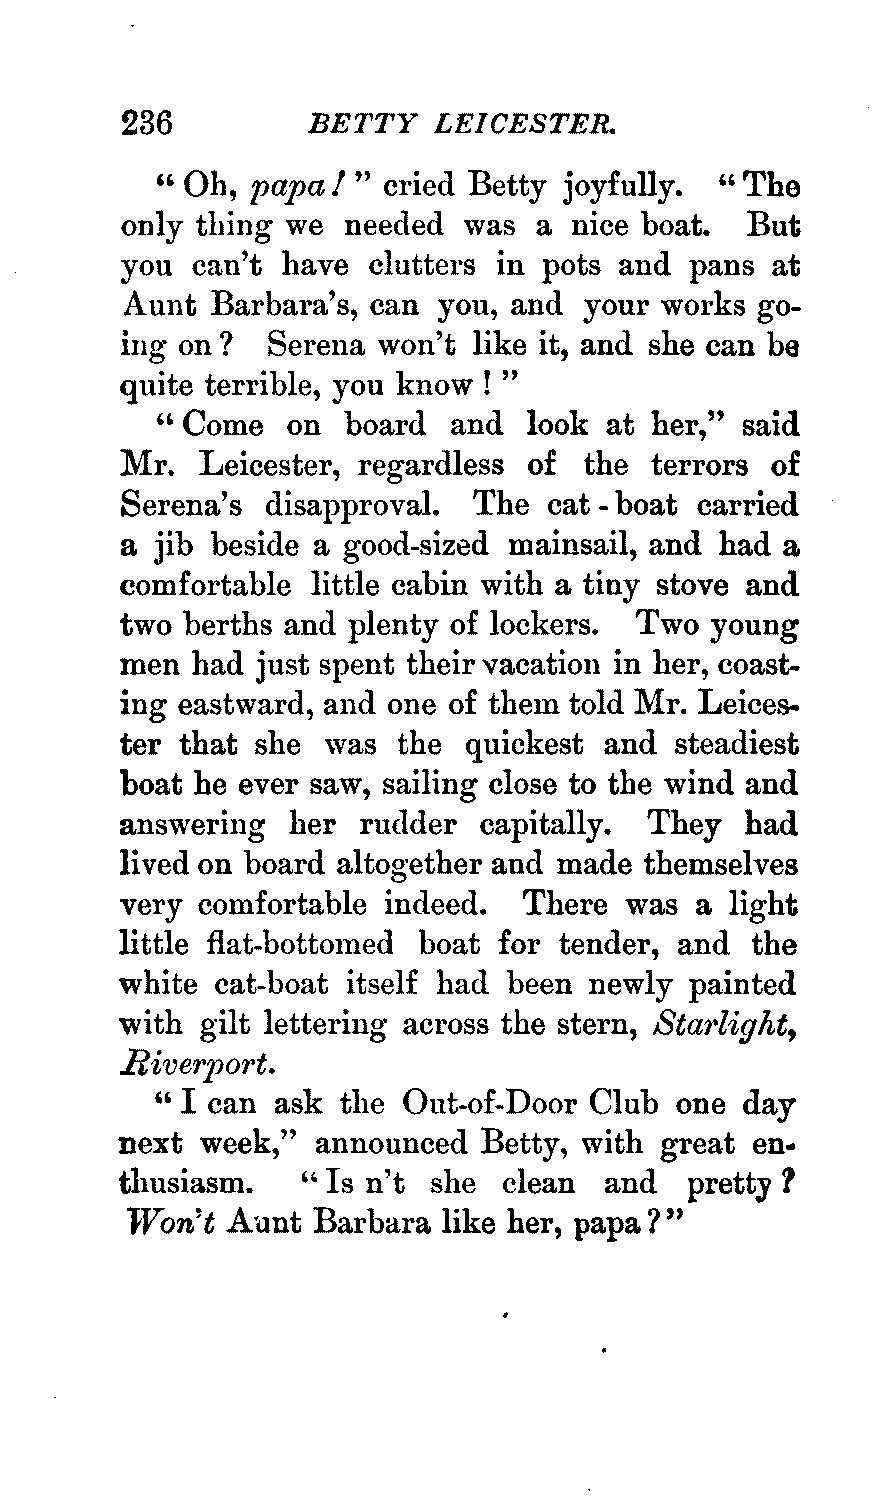 236 BETTY LEICESTER.
“ Oh, papa! ” cried Betty joyfully. “ The
only thing we needed was a nice boat. But
you can’t have clutters in pots and pans at
Aunt Barbara’s, can you, and your works go-
ing on ? Serena won’t like it, and she can be
quite terrible, you know ! ”
“ Come on board and look at her,” said
Mr. Leicester, regardless of the terrors of
Serena’s disapproval. The cat - boat carried
a jib beside a good-sized mainsail, and had a
comfortable little cabin with a tiny stove and
two berths and plenty of lockers. Two young
men had just spent their vacation in her, coast-
ing eastward, and one of them told Mr. Leices-
ter that she was the quickest and steadiest
boat he ever saw, sailing close to the wind and
answering her rudder capitally. They had
lived on board altogether and made themselves
very comfortable indeed. There was a light
little flat-bottomed boat for tender, and the
white cat-boat itself had been newly painted
with gilt lettering across the stern, Starlight,
Riverport.
“ I can ask the Out-of-Door Club one day
next week,” announced Betty, with great en-
thusiasm. “ Is n’t she clean and pretty ?
Won’t Aunt Barbara like her, papa ? ”